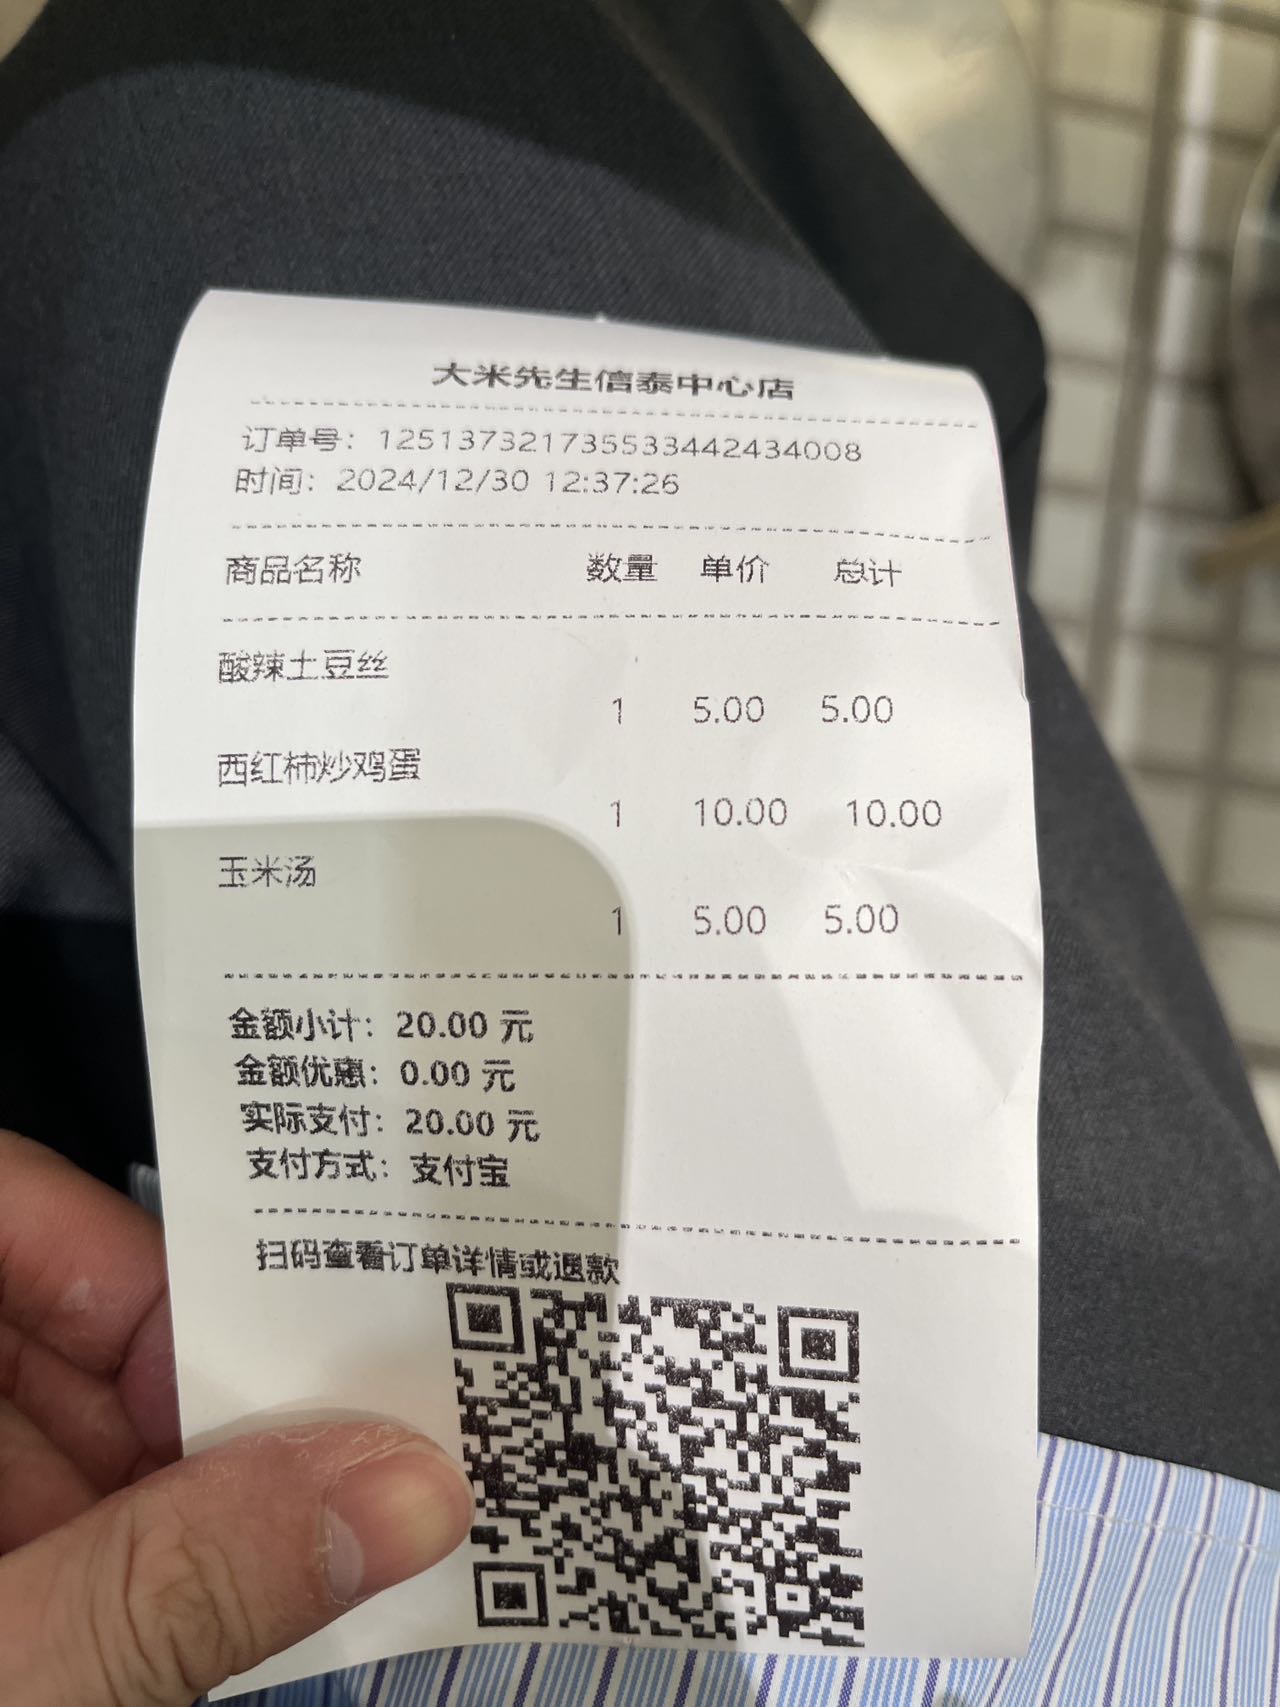 大米先生信泰中心店
订单号：125137321735533442434008
时间：2024/12/30 12:37:26
商品名称 数量 单价 总计
酸辣土豆丝
1 5.00 5.00
西红柿炒鸡蛋
1 10.00 10.00
玉米汤
1 5.00 5.00
金额小计：20.00 元
金额优惠：0.00 元
实际支付：20.00 元
支付方式：支付宝
扫码查看订单详情或退款